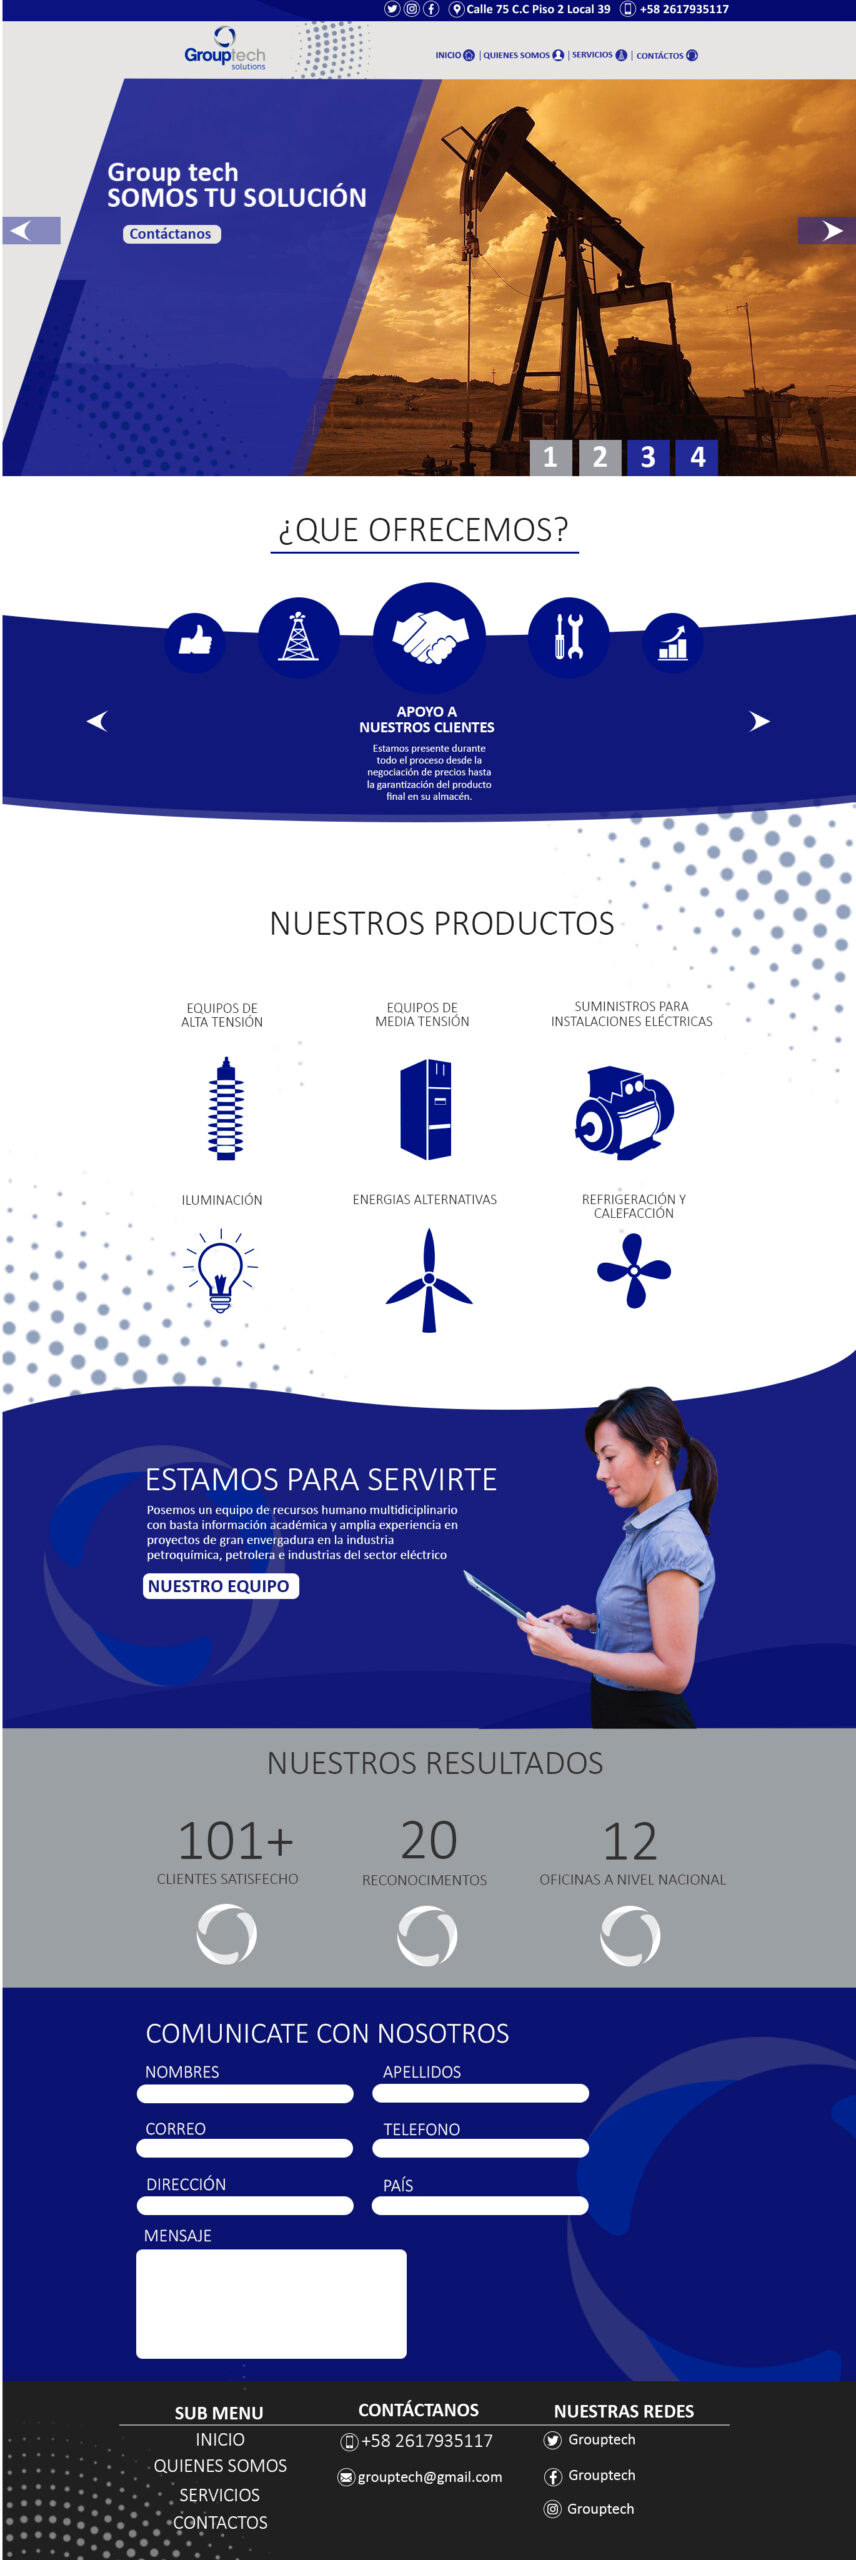 Calle 75 C.C Piso 2 Local 39 +58 2617935117
Grouptech
solutions
INICIO | QUIENES SOMOS | SERVICIOS | CONTÁCTOS
Group tech
SOMOS TU SOLUCIÓN
Contáctanos
1 2 3 4
¿QUE OFRECEMOS?
APOYO A
NUESTROS CLIENTES
Estamos presente durante
todo el proceso desde la
negociación de precios hasta
la garantización del producto
final en su almacén.
NUESTROS PRODUCTOS
EQUIPOS DE
ALTA TENSIÓN
EQUIPOS DE
MEDIA TENSIÓN
SUMINISTROS PARA
INSTALACIONES ELÉCTRICAS
ILUMINACIÓN
ENERGIAS ALTERNATIVAS
REFRIGERACIÓN Y
CALEFACCIÓN
ESTAMOS PARA SERVIRTE
Posemos un equipo de recursos humano multidiciplinario
con basta información académica y amplia experiencia en
proyectos de gran envergadura en la industria
petroquímica, petrolera e industrias del sector eléctrico
NUESTRO EQUIPO
NUESTROS RESULTADOS
101+
CLIENTES SATISFECHO
20
RECONOCIMENTOS
12
OFICINAS A NIVEL NACIONAL
COMUNICATE CON NOSOTROS
NOMBRES
APELLIDOS
CORREO
TELEFONO
DIRECCIÓN
PAÍS
MENSAJE
SUB MENU
INICIO
QUIENES SOMOS
SERVICIOS
CONTACTOS
CONTÁCTANOS
+58 2617935117
grouptech@gmail.com
NUESTRAS REDES
Grouptech
Grouptech
Grouptech